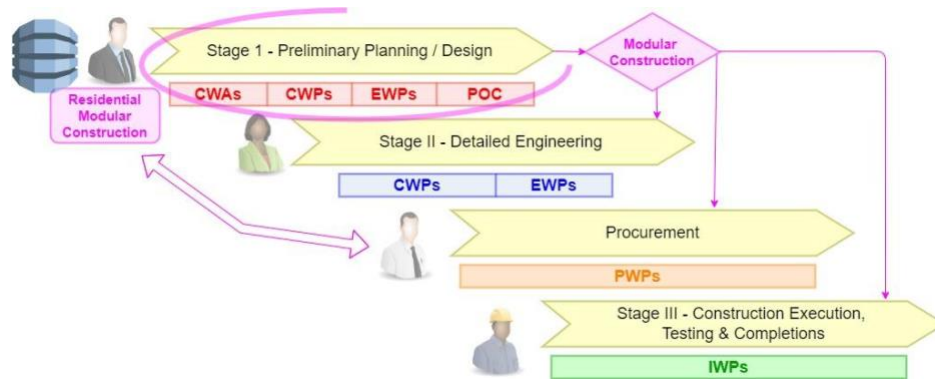 Stage 1 - Preliminary Planning / Design
Modular
Construction
CWAs CWPs EWPs POC
Residential
Modular
Construction
Stage II - Detailed Engineering
CWPs EWPs
Procurement
PWPs
Stage III - Construction Execution,
Testing & Completions
IWPs